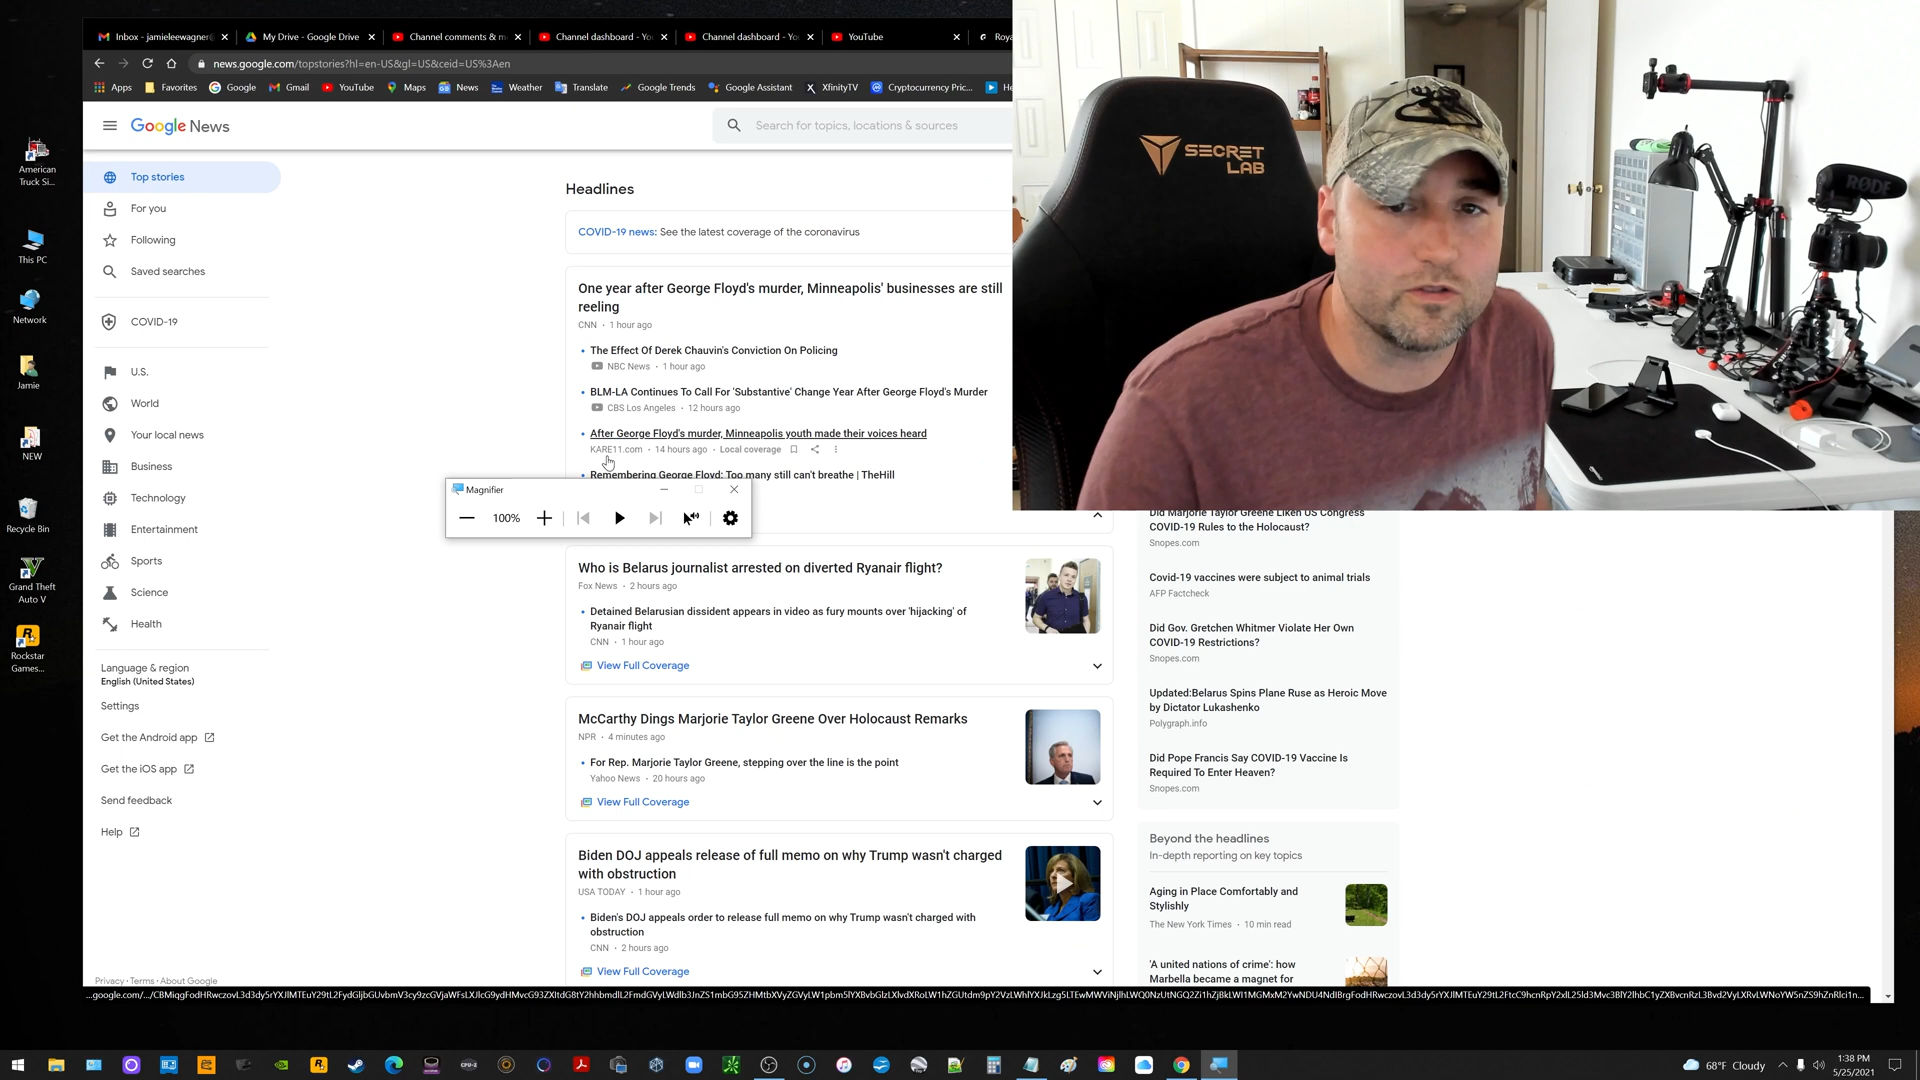 Inbox - jamieleewagner@
My Drive - Google Drive
Channel comments & m
Channel dashboard - Yo
Channel dashboard - Yo
YouTube
Roya
news.google.com/topstories?hl=en-US&gl=US&ceid=US%3Aen
Apps
Favorites
Google
Gmail
YouTube
Maps
News
Weather
Translate
Google Trends
Google Assistant
XfinityTV
Cryptocurrency Pric...
He
Google News
Search for topics, locations & sources
SECRET
LAB
RØDE
American
Truck Si...
This PC
Network
Jamie
NEW
Recycle Bin
Grand Theft
Auto V
Rockstar
Games...
Top stories
For you
Following
Saved searches
COVID-19
U.S.
World
Your local news
Business
Technology
Entertainment
Sports
Science
Health
Language & region
English (United States)
Settings
Get the Android app
Get the iOS app
Send feedback
Help
Privacy · Terms · About Google
Headlines
COVID-19 news: See the latest coverage of the coronavirus
One year after George Floyd's murder, Minneapolis' businesses are still
reeling
CNN • 1 hour ago
The Effect Of Derek Chauvin's Conviction On Policing
NBC News • 1 hour ago
BLM-LA Continues To Call For 'Substantive' Change Year After George Floyd's Murder
CBS Los Angeles • 12 hours ago
After George Floyd's murder, Minneapolis youth made their voices heard
KARE11.com • 14 hours ago • Local coverage
Remembering George Floyd: Too many still can't breathe | TheHill
Magnifier
100%
Who is Belarus journalist arrested on diverted Ryanair flight?
Fox News • 2 hours ago
Detained Belarusian dissident appears in video as fury mounts over 'hijacking' of
Ryanair flight
CNN • 1 hour ago
View Full Coverage
McCarthy Dings Marjorie Taylor Greene Over Holocaust Remarks
NPR • 4 minutes ago
For Rep. Marjorie Taylor Greene, stepping over the line is the point
Yahoo News • 20 hours ago
View Full Coverage
Biden DOJ appeals release of full memo on why Trump wasn't charged
with obstruction
USA TODAY • 1 hour ago
Biden's DOJ appeals order to release full memo on why Trump wasn't charged with
obstruction
CNN • 2 hours ago
View Full Coverage
Did Marjorie Taylor Greene Liken US Congress
COVID-19 Rules to the Holocaust?
Snopes.com
Covid-19 vaccines were subject to animal trials
AFP Factcheck
Did Gov. Gretchen Whitmer Violate Her Own
COVID-19 Restrictions?
Snopes.com
Updated:Belarus Spins Plane Ruse as Heroic Move
by Dictator Lukashenko
Polygraph.info
Did Pope Francis Say COVID-19 Vaccine Is
Required To Enter Heaven?
Snopes.com
Beyond the headlines
In-depth reporting on key topics
Aging in Place Comfortably and
Stylishly
The New York Times • 10 min read
'A united nations of crime': how
Marbella became a magnet for
68°F Cloudy
1:38 PM
5/25/2021